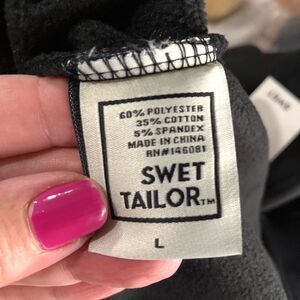 60% POLYESTER
35% COTTON
5% SPANDEX
MADE IN CHINA
RN#146081
SWET
TAILOR™
L